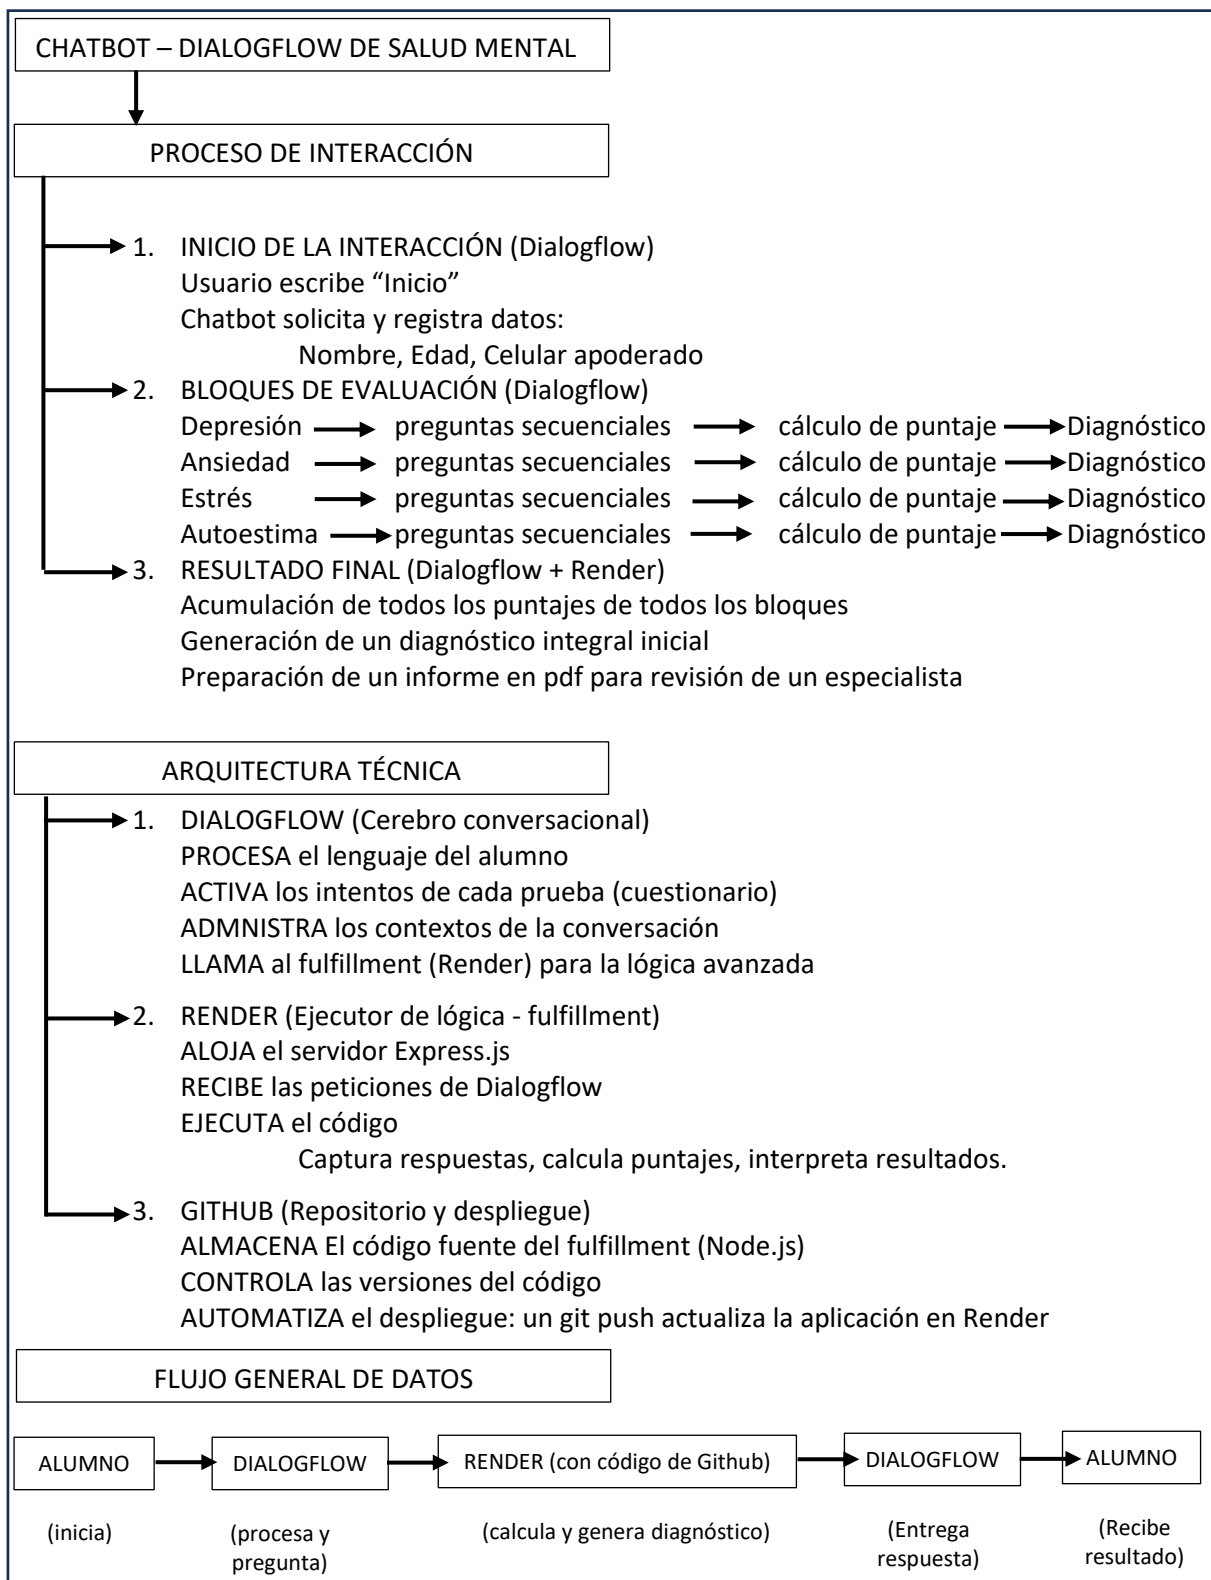 CHATBOT – DIALOGFLOW DE SALUD MENTAL
PROCESO DE INTERACCIÓN
1. INICIO DE LA INTERACCIÓN (Dialogflow)
Usuario escribe “Inicio”
Chatbot solicita y registra datos:
Nombre, Edad, Celular apoderado
2. BLOQUES DE EVALUACIÓN (Dialogflow)
Depresión preguntas secuenciales cálculo de puntaje Diagnóstico
Ansiedad preguntas secuenciales cálculo de puntaje Diagnóstico
Estrés preguntas secuenciales cálculo de puntaje Diagnóstico
Autoestima preguntas secuenciales cálculo de puntaje Diagnóstico
3. RESULTADO FINAL (Dialogflow + Render)
Acumulación de todos los puntajes de todos los bloques
Generación de un diagnóstico integral inicial
Preparación de un informe en pdf para revisión de un especialista
ARQUITECTURA TÉCNICA
1. DIALOGFLOW (Cerebro conversacional)
PROCESA el lenguaje del alumno
ACTIVA los intentos de cada prueba (cuestionario)
ADMNISTRA los contextos de la conversación
LLAMA al fulfillment (Render) para la lógica avanzada
2. RENDER (Ejecutor de lógica - fulfillment)
ALOJA el servidor Express.js
RECIBE las peticiones de Dialogflow
EJECUTA el código
Captura respuestas, calcula puntajes, interpreta resultados.
3. GITHUB (Repositorio y despliegue)
ALMACENA El código fuente del fulfillment (Node.js)
CONTROLA las versiones del código
AUTOMATIZA el despliegue: un git push actualiza la aplicación en Render
FLUJO GENERAL DE DATOS
ALUMNO DIALOGFLOW RENDER (con código de Github) DIALOGFLOW ALUMNO
(inicia) (procesa y (calcula y genera diagnóstico) (Entrega (Recibe
pregunta) respuesta) resultado)